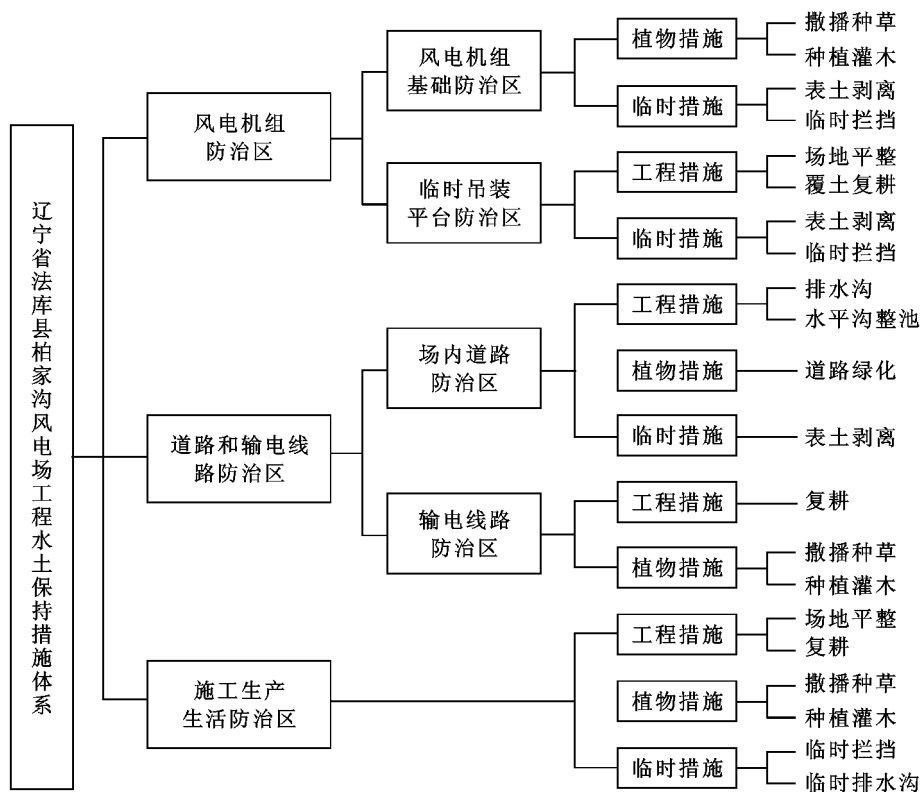 辽宁省法库县柏家沟风电场工程水土保持措施体系
风电机组
防治区
风电机组
基础防治区
植物措施
撒播种草
种植灌木
临时措施
表土剥离
临时拦挡
临时吊装
平台防治区
工程措施
场地平整
覆土复耕
临时措施
表土剥离
临时拦挡
道路和输电线
路防治区
场内道路
防治区
工程措施
排水沟
水平沟整池
植物措施
道路绿化
临时措施
表土剥离
输电线路
防治区
工程措施
复耕
植物措施
撒播种草
种植灌木
施工生产
生活防治区
工程措施
场地平整
复耕
植物措施
撒播种草
种植灌木
临时措施
临时拦挡
临时排水沟